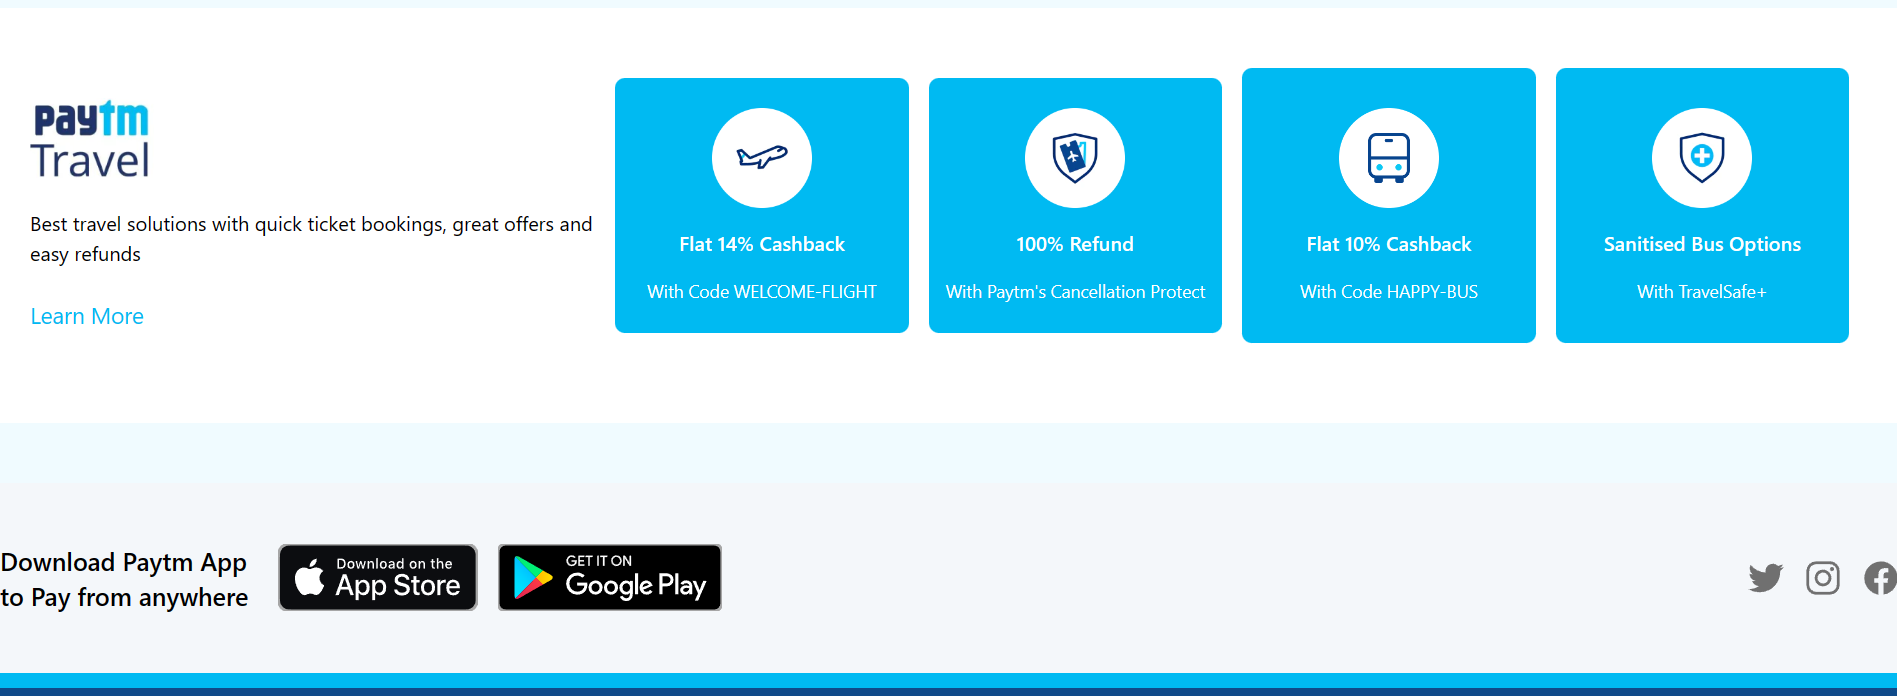 paytm
Travel
Best travel solutions with quick ticket bookings, great offers and
easy refunds
Learn More
Flat 14% Cashback
With Code WELCOME-FLIGHT
100% Refund
With Paytm's Cancellation Protect
Flat 10% Cashback
With Code HAPPY-BUS
Sanitised Bus Options
With TravelSafe+
Download Paytm App
to Pay from anywhere
Download on the
App Store
GET IT ON
Google Play